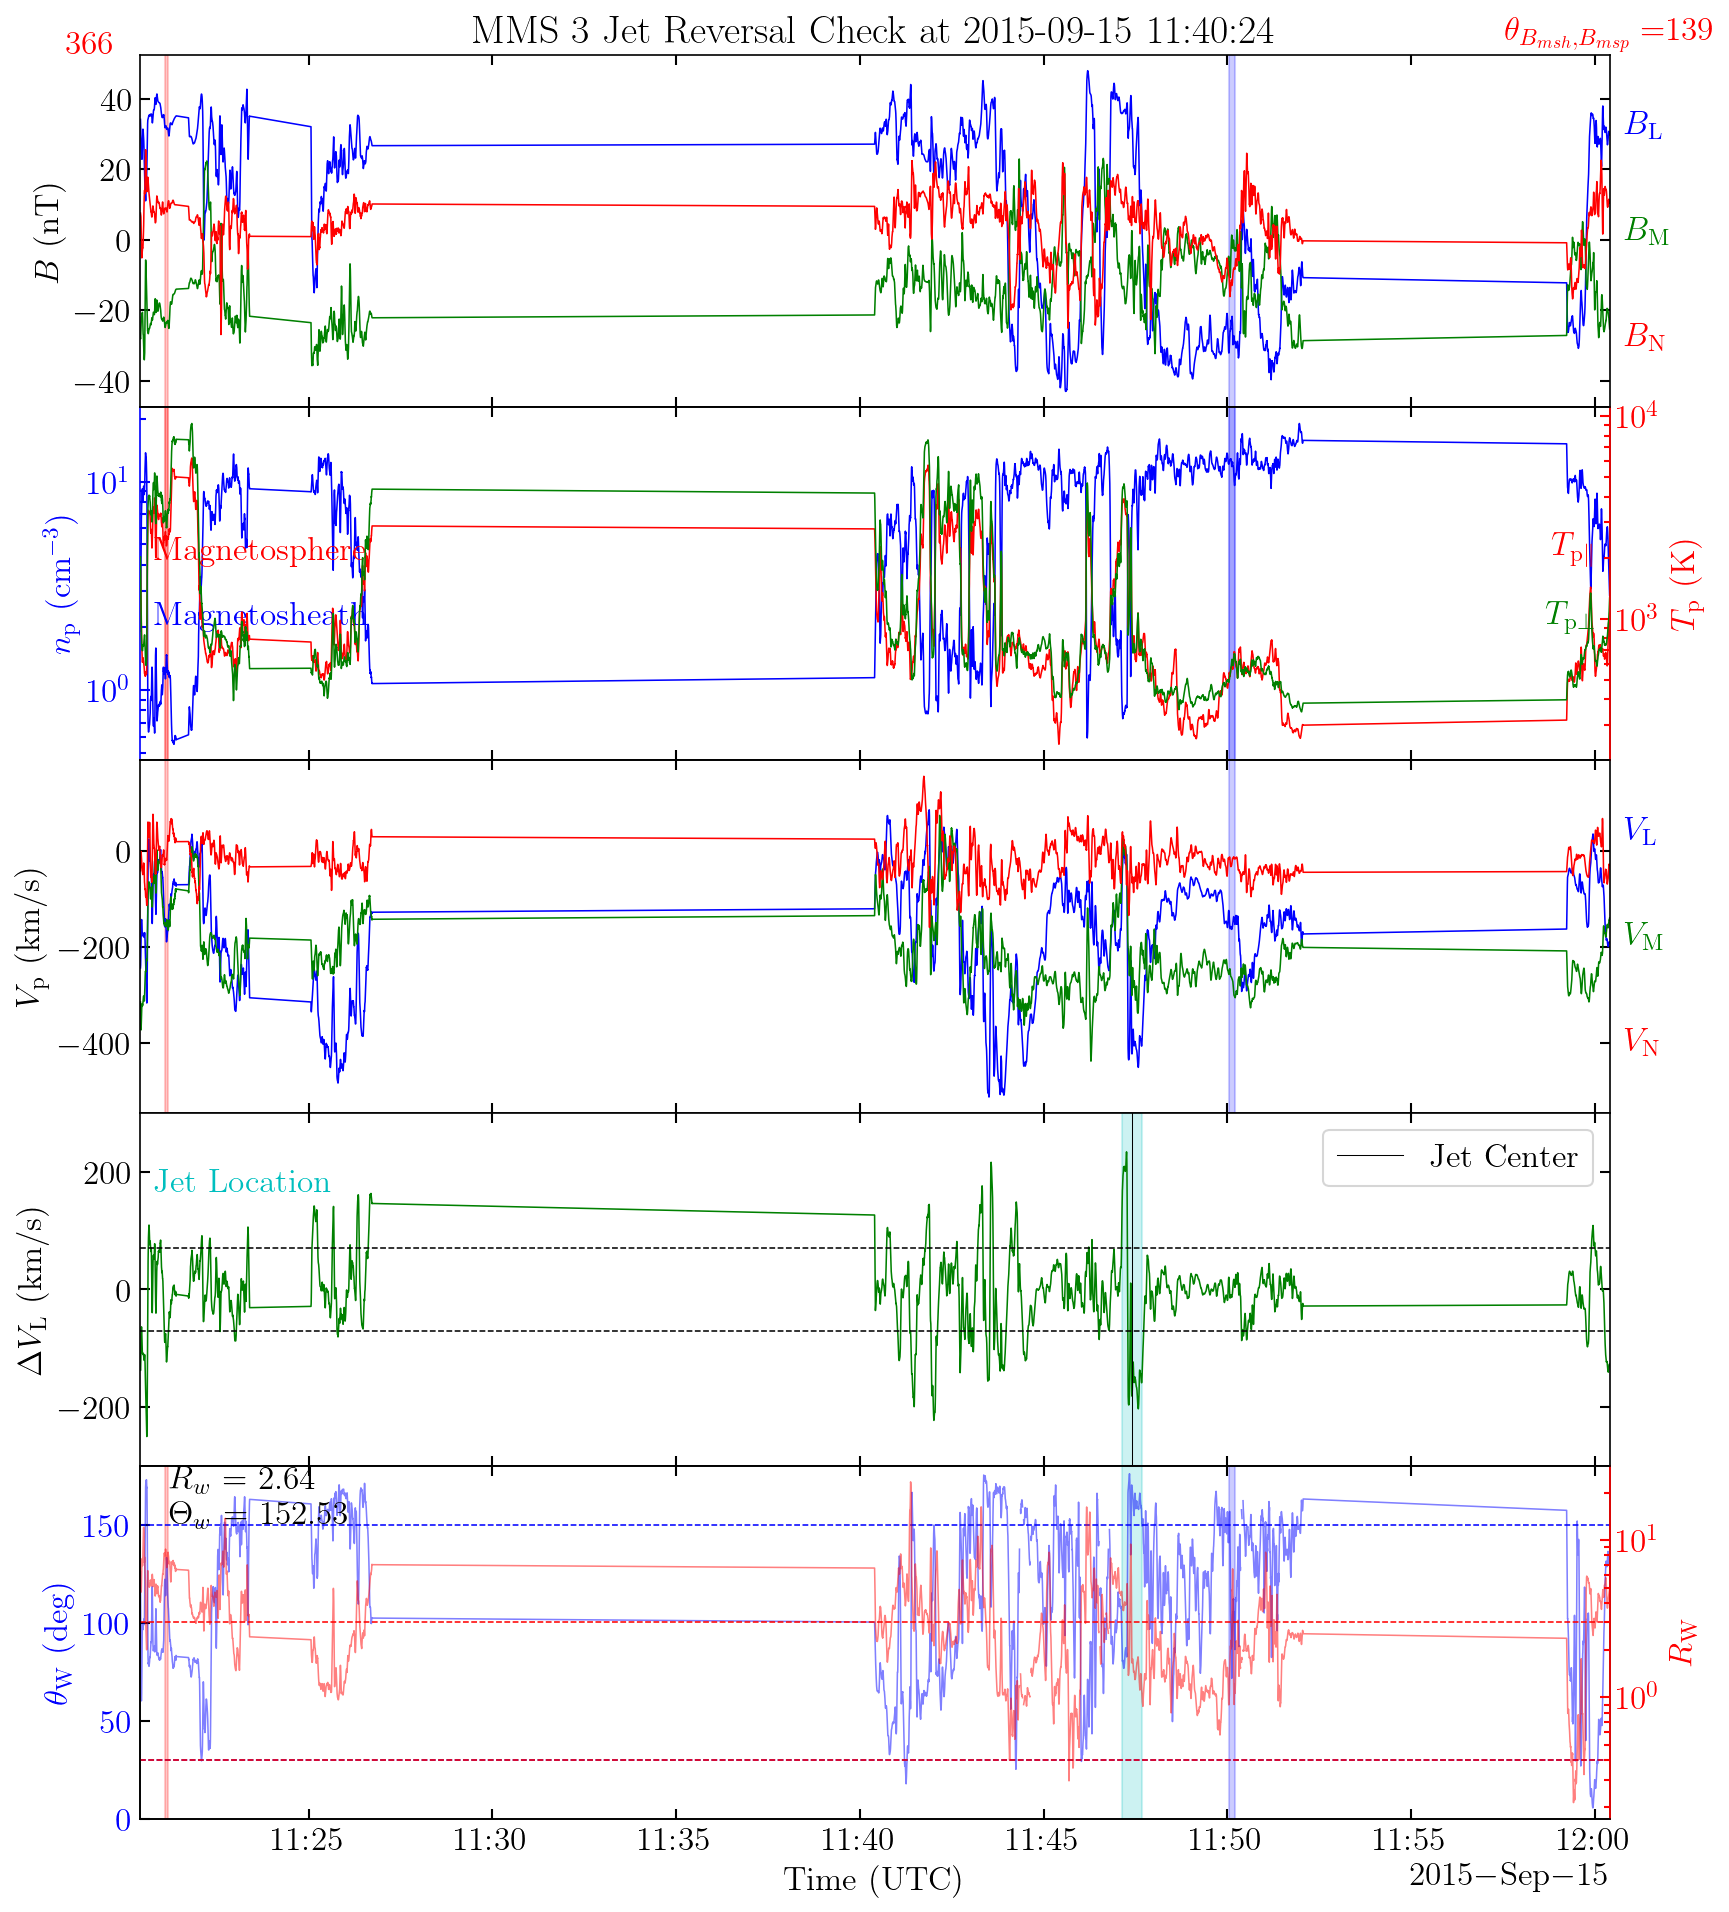 MMS 3 Jet Reversal Check at 2015-09-15 11:40:24
366
θ_{B_{msh},B_{msp}} =139
40
20
0
−20
−40
B (nT)
B_L
B_M
B_N
10^1
10^0
n_p (cm^{−3})
Magnetosphere
Magnetosheath
T_{p∥}
T_{p⊥}
10^4
10^3
T_p (K)
0
−200
−400
V_p (km/s)
V_L
V_M
V_N
200
0
−200
ΔV_L (km/s)
Jet Location
Jet Center
R_w = 2.64
Θ_w = 152.53
150
100
50
0
θ_W (deg)
10^1
10^0
R_W
11:25 11:30 11:35 11:40 11:45 11:50 11:55 12:00
Time (UTC)
2015−Sep−15